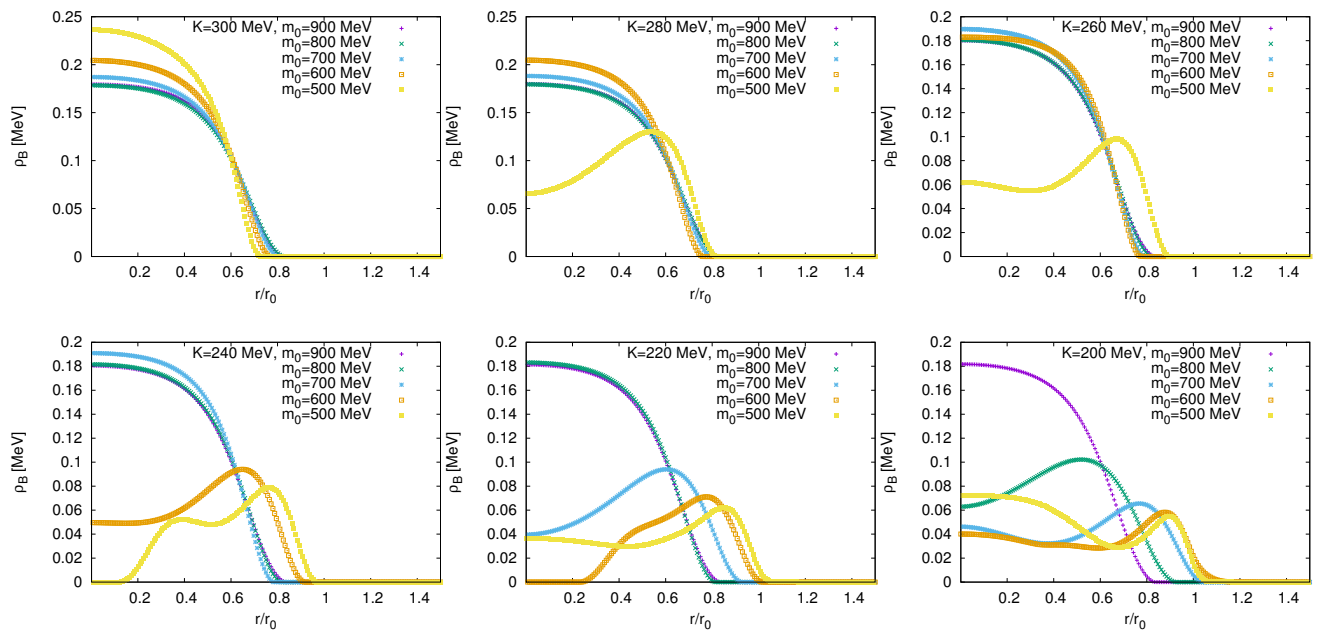 K=300 MeV, m0=900 MeV
m0=800 MeV
m0=700 MeV
m0=600 MeV
m0=500 MeV
ρB [MeV]
0.25
0.2
0.15
0.1
0.05
0
0.2 0.4 0.6 0.8 1 1.2 1.4
r/r0
K=280 MeV, m0=900 MeV
m0=800 MeV
m0=700 MeV
m0=600 MeV
m0=500 MeV
ρB [MeV]
0.25
0.2
0.15
0.1
0.05
0
0.2 0.4 0.6 0.8 1 1.2 1.4
r/r0
K=260 MeV, m0=900 MeV
m0=800 MeV
m0=700 MeV
m0=600 MeV
m0=500 MeV
ρB [MeV]
0.2
0.18
0.16
0.14
0.12
0.1
0.08
0.06
0.04
0.02
0
0.2 0.4 0.6 0.8 1 1.2 1.4
r/r0
K=240 MeV, m0=900 MeV
m0=800 MeV
m0=700 MeV
m0=600 MeV
m0=500 MeV
ρB [MeV]
0.2
0.18
0.16
0.14
0.12
0.1
0.08
0.06
0.04
0.02
0
0.2 0.4 0.6 0.8 1 1.2 1.4
r/r0
K=220 MeV, m0=900 MeV
m0=800 MeV
m0=700 MeV
m0=600 MeV
m0=500 MeV
ρB [MeV]
0.2
0.18
0.16
0.14
0.12
0.1
0.08
0.06
0.04
0.02
0
0.2 0.4 0.6 0.8 1 1.2 1.4
r/r0
K=200 MeV, m0=900 MeV
m0=800 MeV
m0=700 MeV
m0=600 MeV
m0=500 MeV
ρB [MeV]
0.2
0.18
0.16
0.14
0.12
0.1
0.08
0.06
0.04
0.02
0
0.2 0.4 0.6 0.8 1 1.2 1.4
r/r0